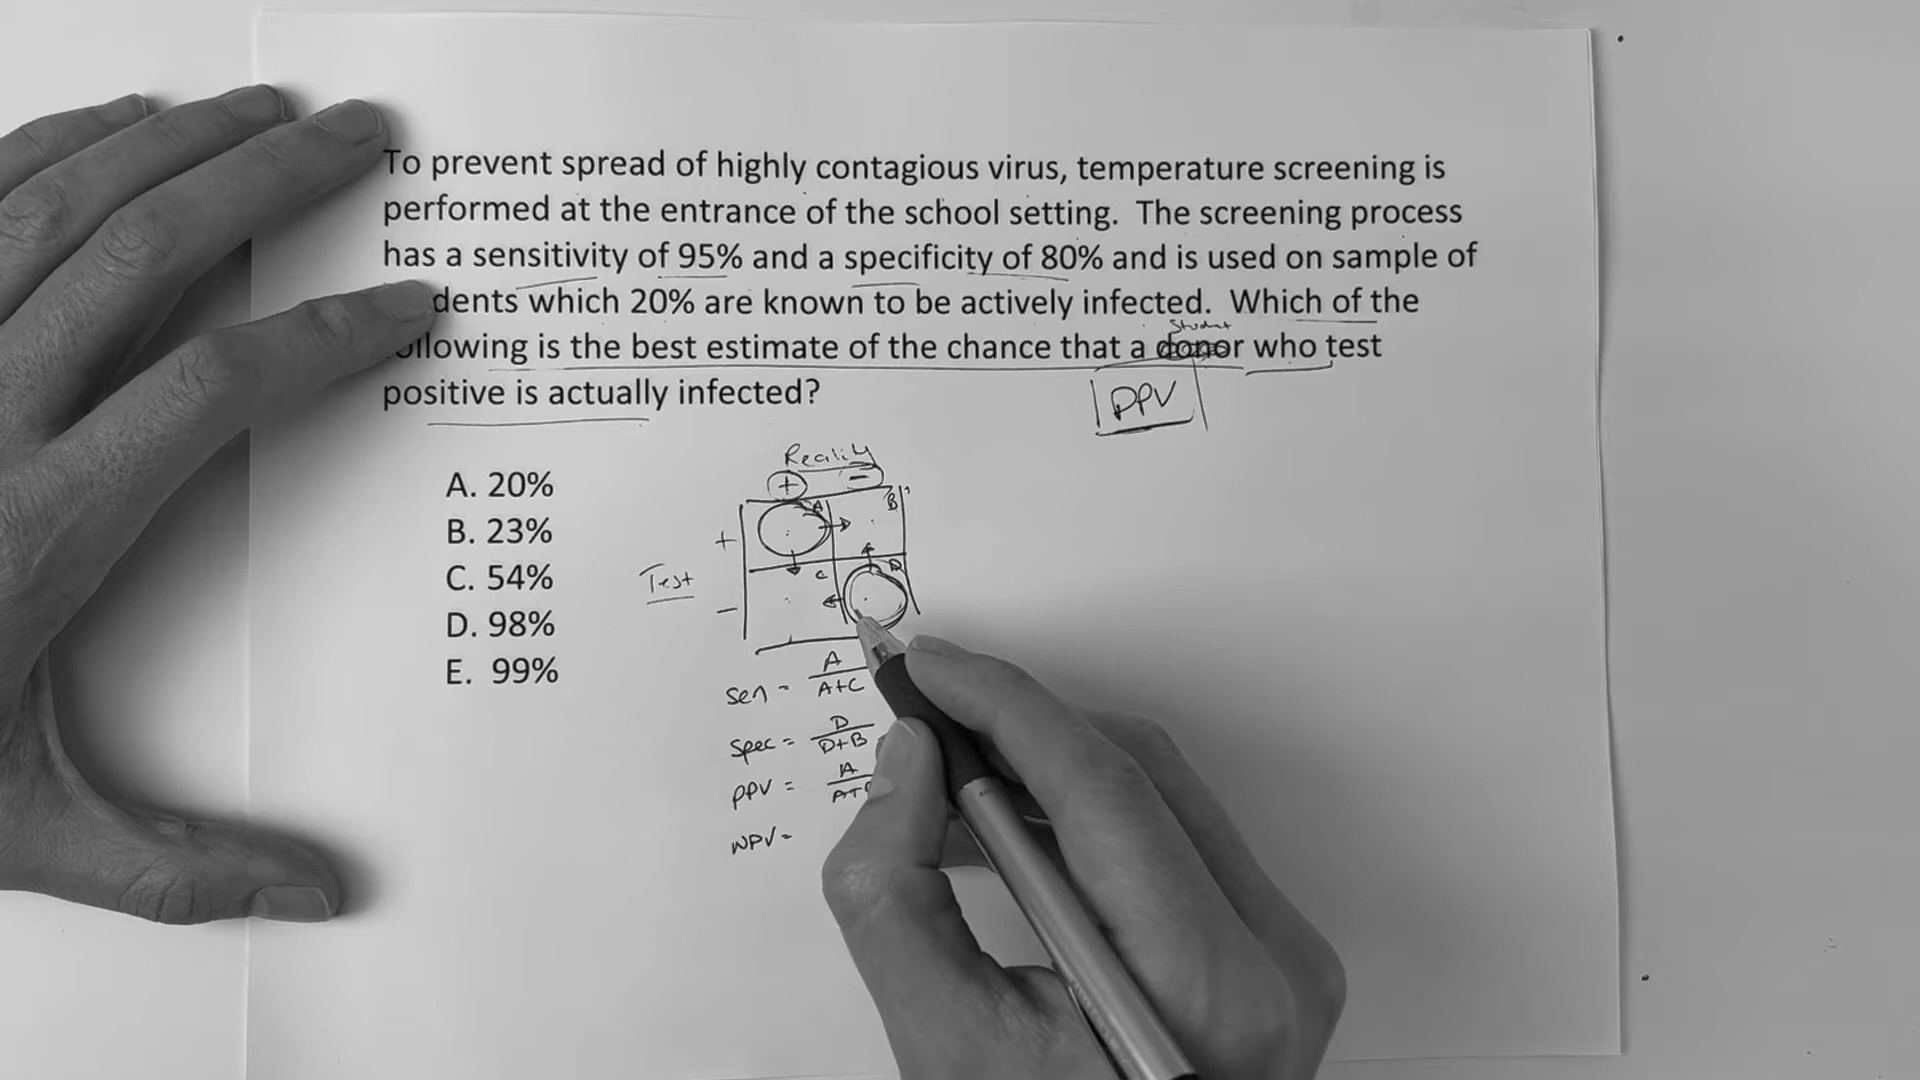 To prevent spread of highly contagious virus, temperature screening is
performed at the entrance of the school setting. The screening process
has a sensitivity of 95% and a specificity of 80% and is used on sample of
dents which 20% are known to be actively infected. Which of the
student
ollowing is the best estimate of the chance that a donor who test
positive is actually infected?
PPV
A. 20%
B. 23%
C. 54%
D. 98%
E. 99%
Reality
+ -
A B
+
Test
C D
-
sen = A
A+C
spec = D
D+B
PPV = A
A+
NPV =